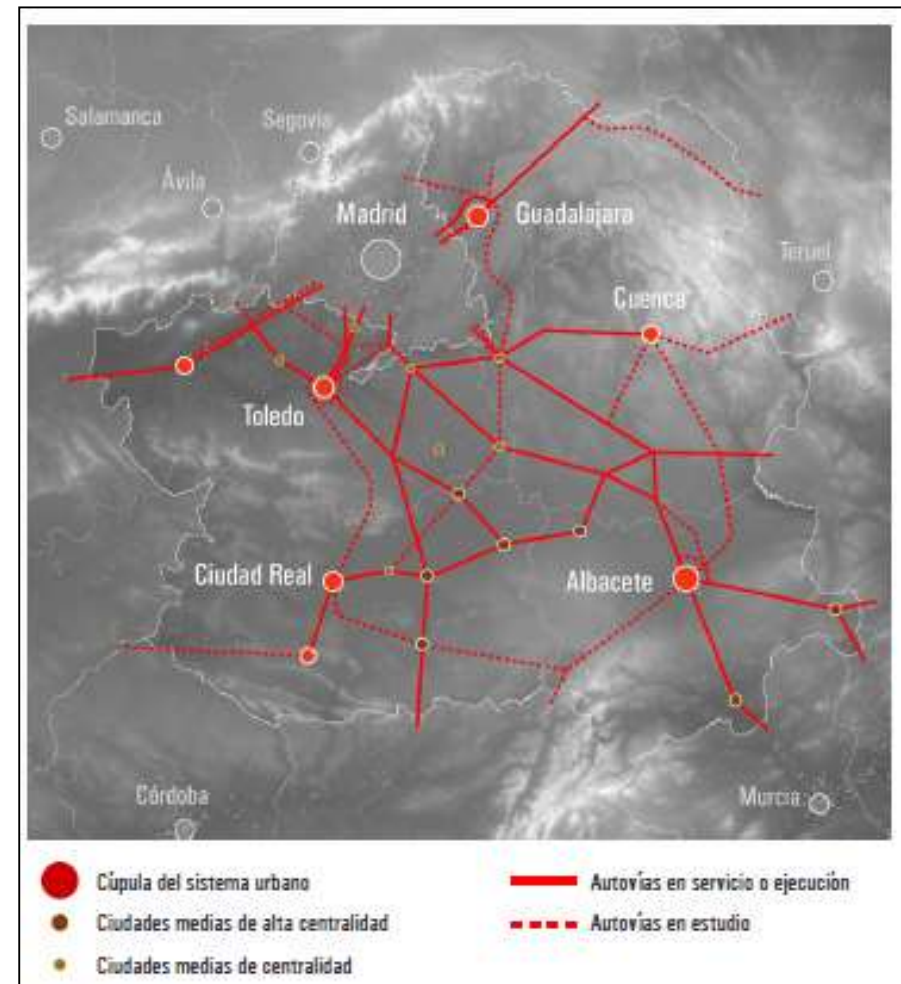 Salamanca
Segovia
Ávila
Madrid
Guadalajara
Teruel
Cuenca
Toledo
Ciudad Real
Albacete
Córdoba
Murcia
Cúpula del sistema urbano
Ciudades medias de alta centralidad
Ciudades medias de centralidad
Autovías en servicio o ejecución
Autovías en estudio